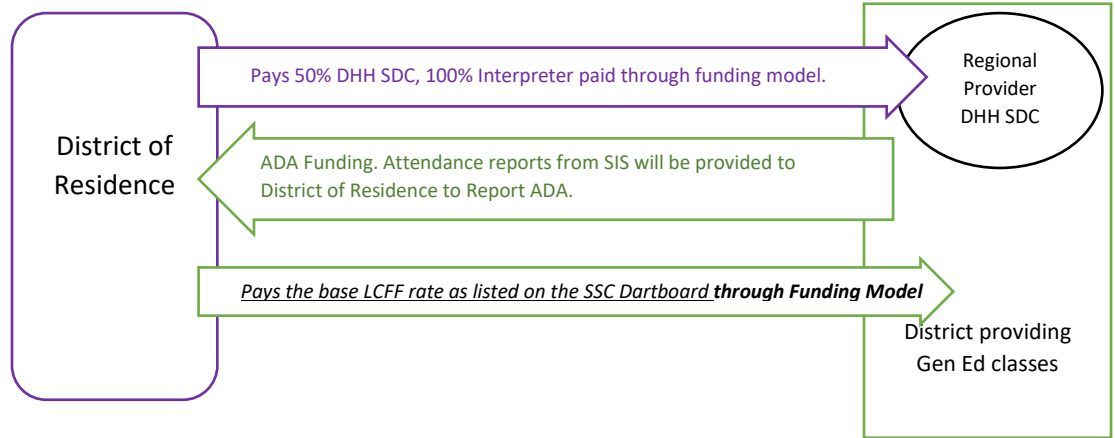 Pays 50% DHH SDC, 100% Interpreter paid through funding model.
Regional
Provider
DHH SDC
District of
Residence
ADA Funding. Attendance reports from SIS will be provided to
District of Residence to Report ADA.
Pays the base LCFF rate as listed on the SSC Dartboard through Funding Model
District providing
Gen Ed classes